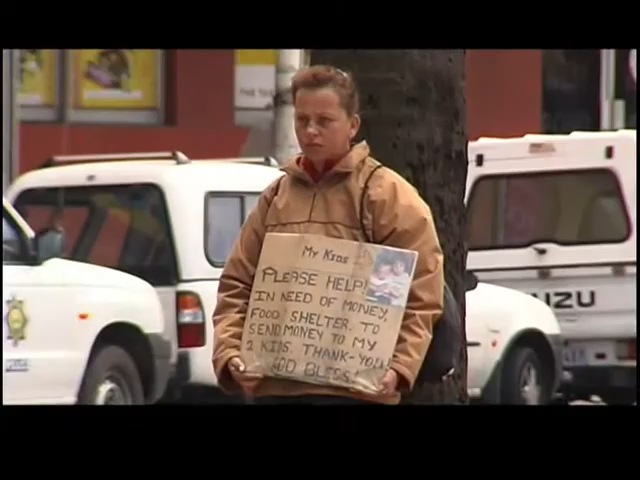 MY KIDS
PLEASE HELP!
IN NEED OF MONEY,
FOOD SHELTER. TO
SEND MONEY TO MY
2 KIDS. THANK-YOU
GOD BLESS!
UZU